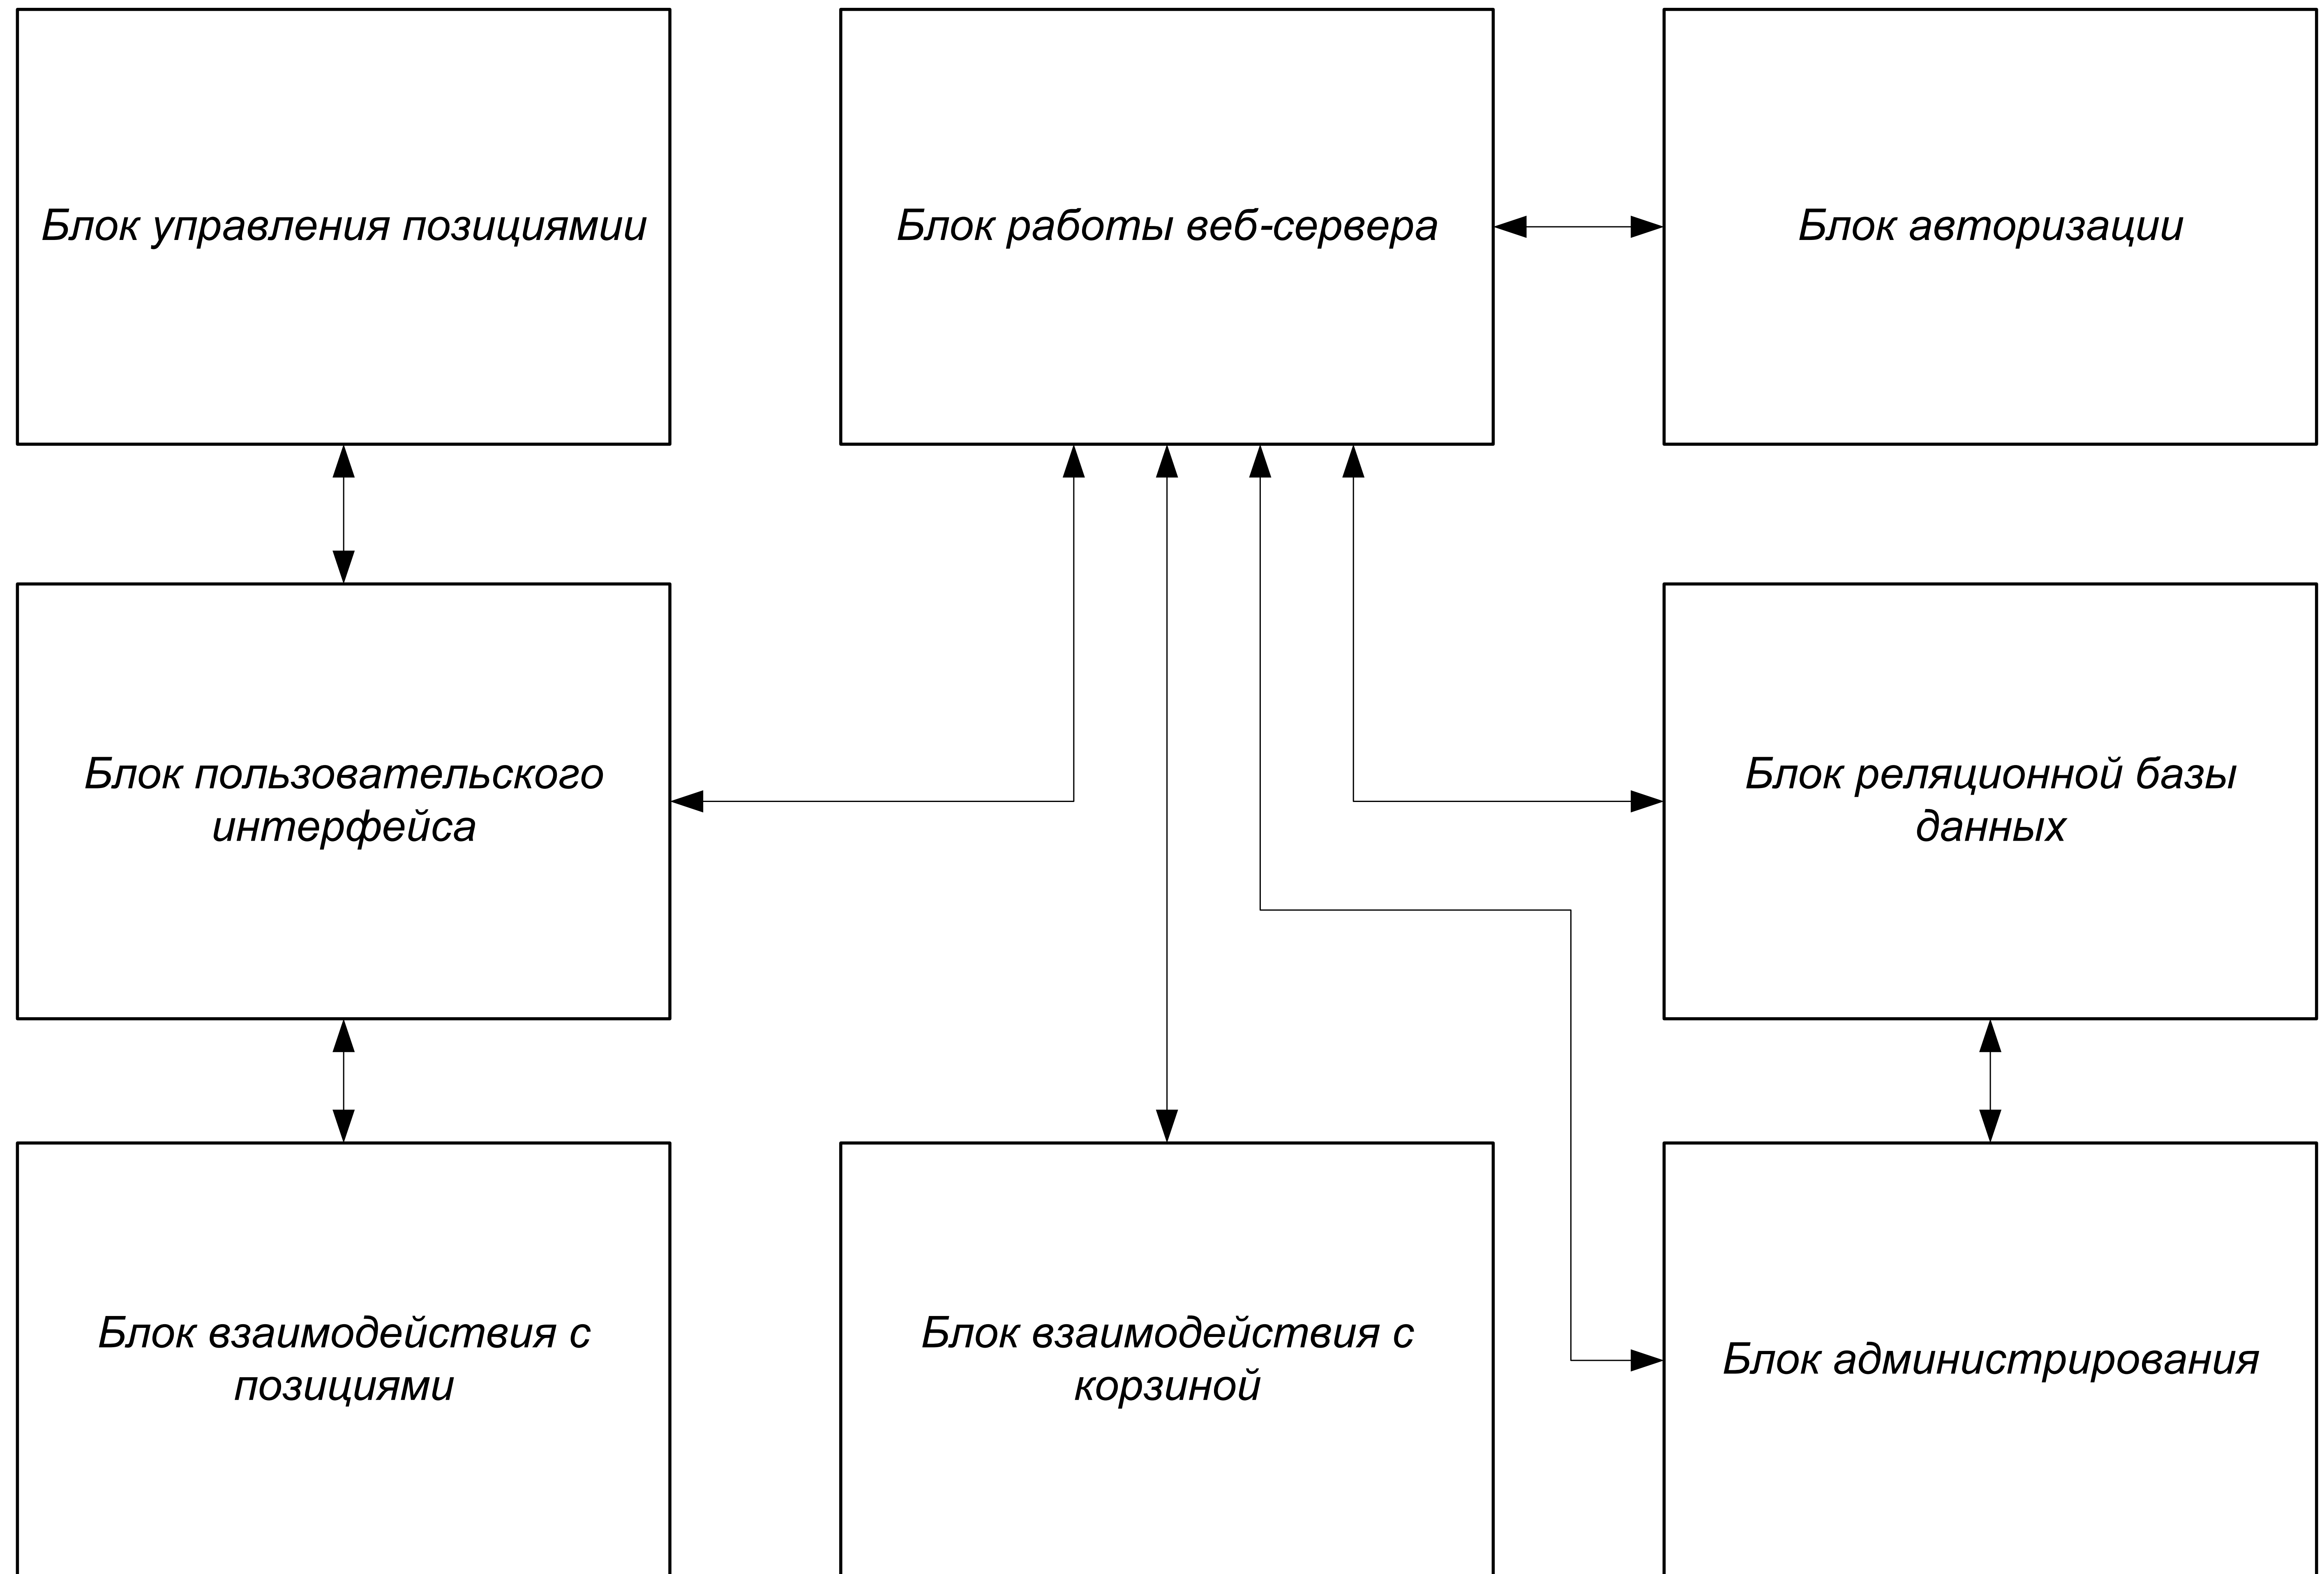 Блок управления позициямии
Блок работы веб-сервера
Блок авторизации
Блок пользовательского
интерфейса
Блок реляционной базы
данных
Блок взаимодействия с
позициями
Блок взаимодействия с
корзиной
Блок администрирования